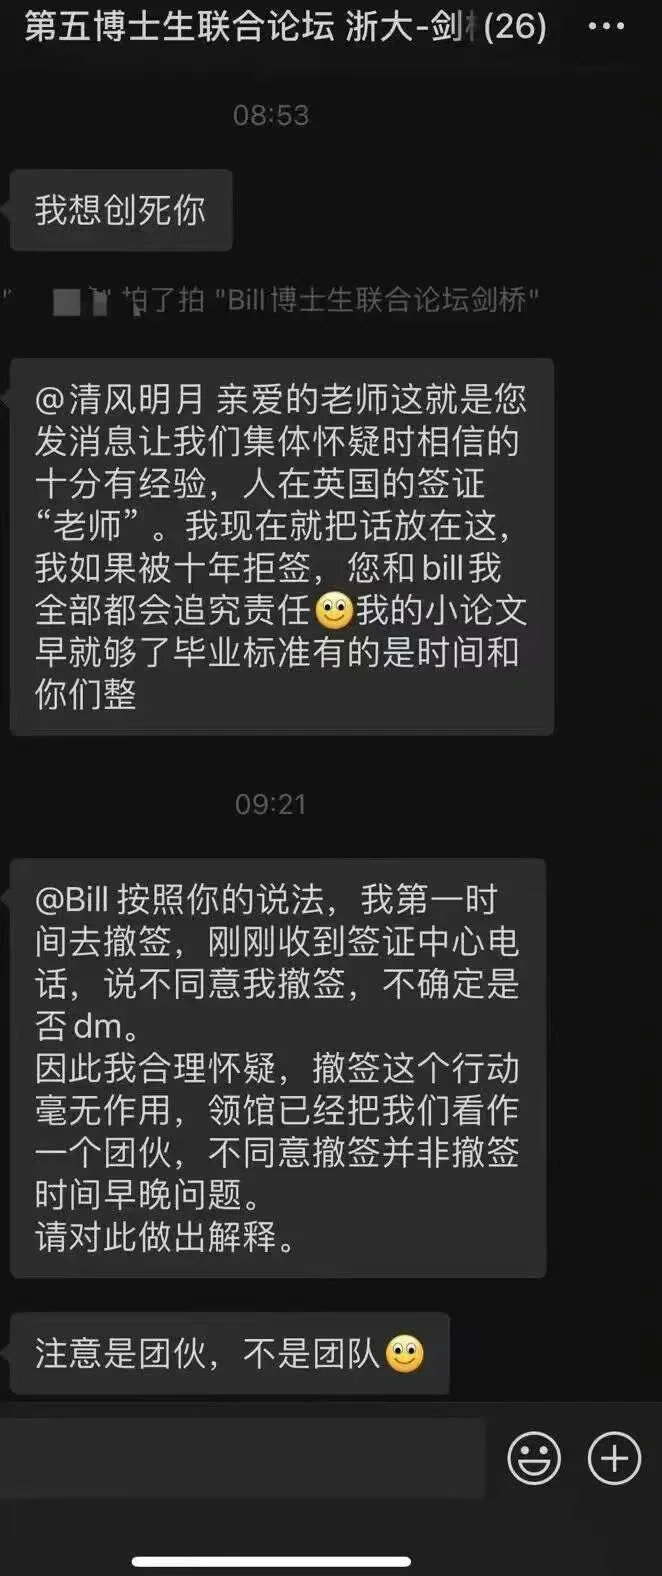 第五博士生联合论坛 浙大-剑 (26)
08:53
我想创死你
拍了拍 "Bill博士生联合论坛剑桥"
@清风明月 亲爱的老师这就是您
发消息让我们集体怀疑时相信的
十分有经验，人在英国的签证
“老师” 。我现在就把话放在这，
我如果被十年拒签，您和bill我
全部都会追究责任🙂我的小论文
早就够了毕业标准有的是时间和
你们整
09:21
@Bill 按照你的说法，我第一时
间去撤签，刚刚收到签证中心电
话，说不同意我撤签，不确定是
否dm。
因此我合理怀疑，撤签这个行动
毫无作用，领馆已经把我们看作
一个团伙，不同意撤签并非撤签
时间早晚问题。
请对此做出解释。
注意是团伙，不是团队🙂